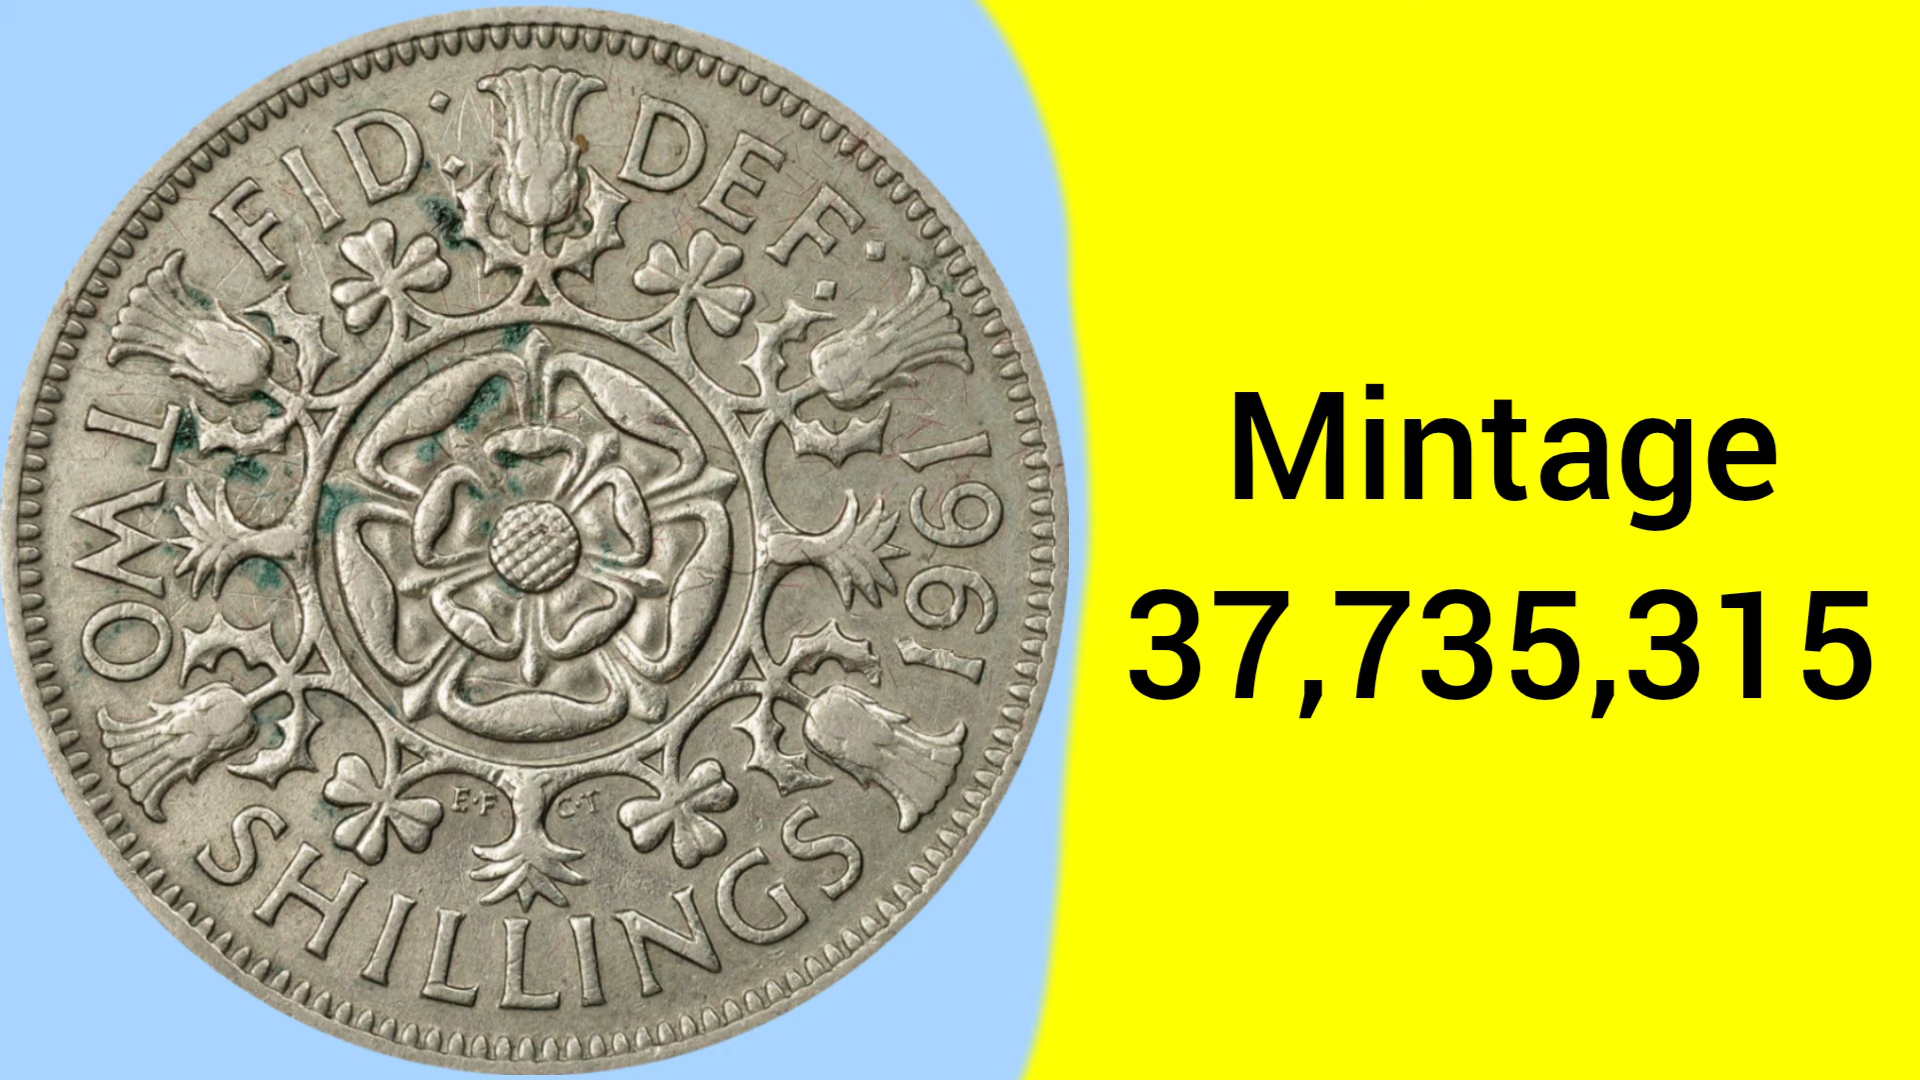 FID· DEF·
TWO
1961
E·F C·T
SHILLINGS
Mintage
37,735,315